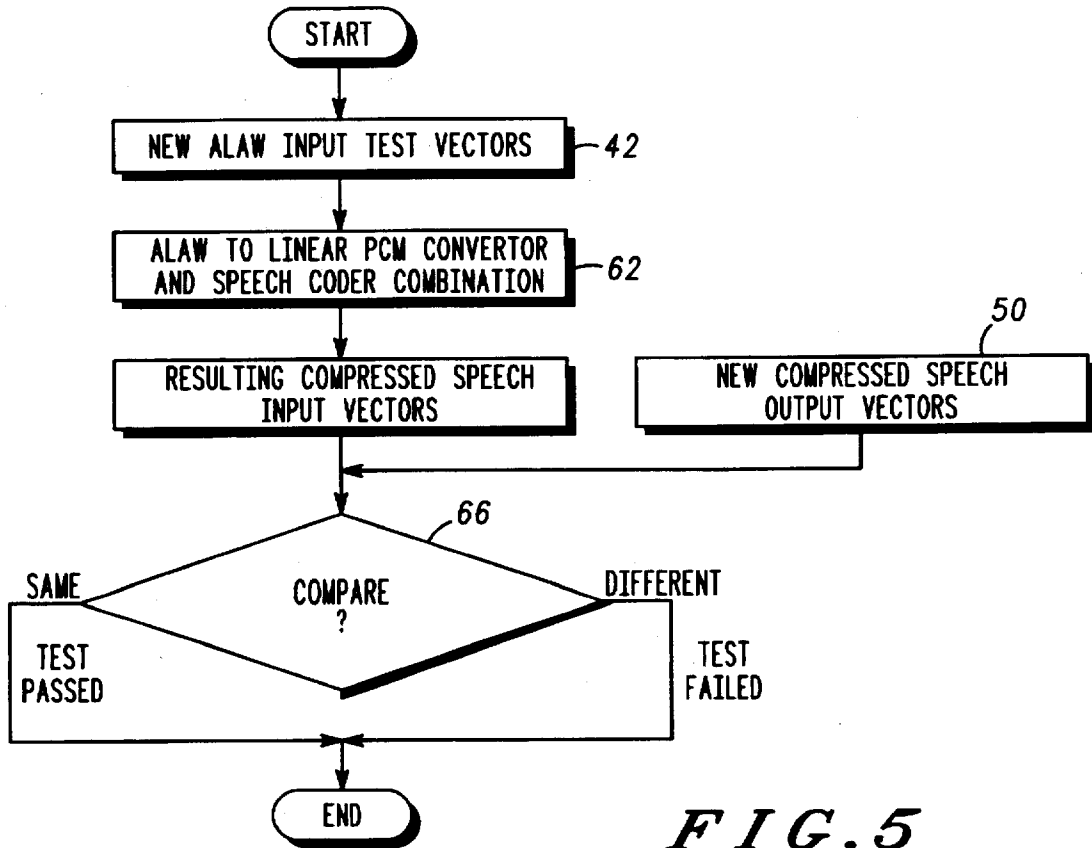 START
NEW ALAW INPUT TEST VECTORS
42
ALAW TO LINEAR PCM CONVERTOR
AND SPEECH CODER COMBINATION
62
RESULTING COMPRESSED SPEECH
INPUT VECTORS
50
NEW COMPRESSED SPEECH
OUTPUT VECTORS
66
SAME
COMPARE
?
DIFFERENT
TEST
PASSED
TEST
FAILED
END
FIG.5